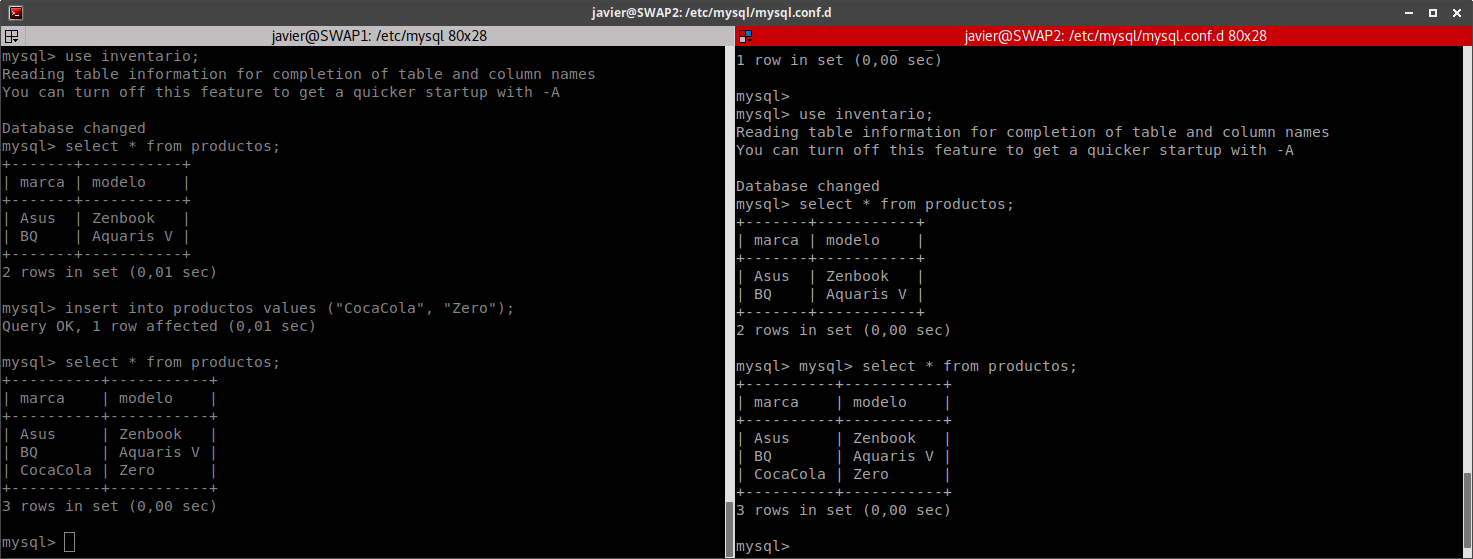 javier@SWAP2: /etc/mysql/mysql.conf.d
javier@SWAP1: /etc/mysql 80x28
mysql> use inventario;
Reading table information for completion of table and column names
You can turn off this feature to get a quicker startup with -A
Database changed
mysql> select * from productos;
+-------+-----------+
| marca | modelo    |
+-------+-----------+
| Asus  | Zenbook   |
| BQ    | Aquaris V |
+-------+-----------+
2 rows in set (0,01 sec)
mysql> insert into productos values ("CocaCola", "Zero");
Query OK, 1 row affected (0,01 sec)
mysql> select * from productos;
+----------+-----------+
| marca    | modelo    |
+----------+-----------+
| Asus     | Zenbook   |
| BQ       | Aquaris V |
| CocaCola | Zero      |
+----------+-----------+
3 rows in set (0,00 sec)
mysql>
javier@SWAP2: /etc/mysql/mysql.conf.d 80x28
1 row in set (0,00 sec)
mysql>
mysql> use inventario;
Reading table information for completion of table and column names
You can turn off this feature to get a quicker startup with -A
Database changed
mysql> select * from productos;
+-------+-----------+
| marca | modelo    |
+-------+-----------+
| Asus  | Zenbook   |
| BQ    | Aquaris V |
+-------+-----------+
2 rows in set (0,00 sec)
mysql> mysql> select * from productos;
+----------+-----------+
| marca    | modelo    |
+----------+-----------+
| Asus     | Zenbook   |
| BQ       | Aquaris V |
| CocaCola | Zero      |
+----------+-----------+
3 rows in set (0,00 sec)
mysql>